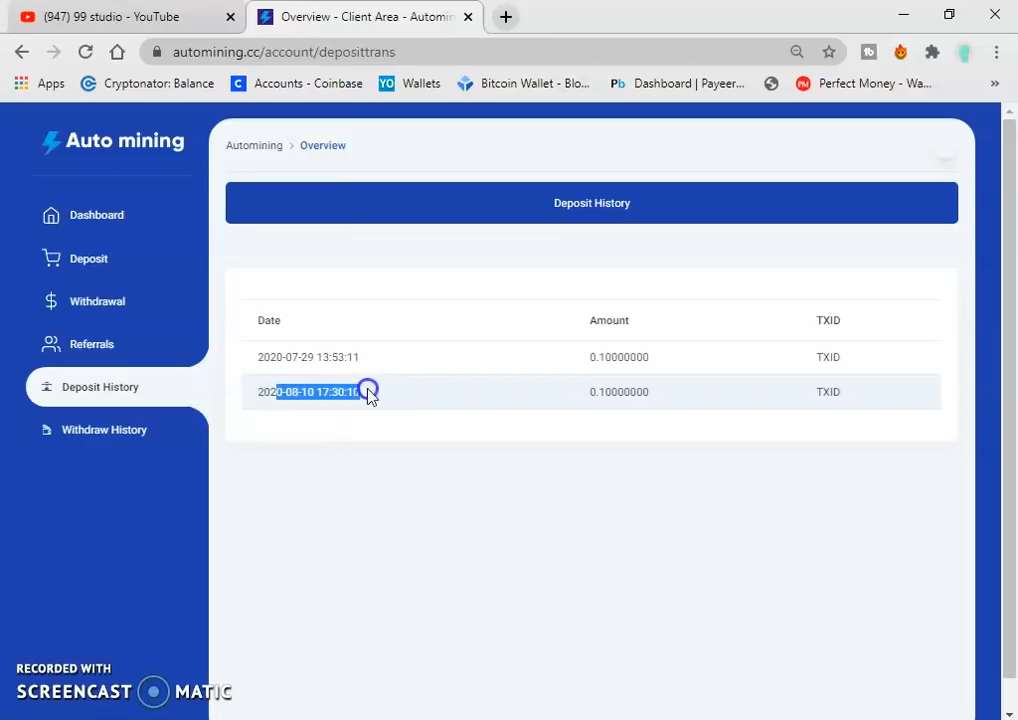 (947) 99 studio - YouTube
Overview - Client Area - Automin
automining.cc/account/deposittrans
Apps
Cryptonator: Balance
Accounts - Coinbase
YO Wallets
Bitcoin Wallet - Blo...
Pb Dashboard | Payeer...
PM Perfect Money - Wa...
Auto mining
Automining > Overview
Deposit History
Dashboard
Deposit
Withdrawal
Referrals
Deposit History
Withdraw History
Date Amount TXID
2020-07-29 13:53:11 0.10000000 TXID
2020-08-10 17:30:10 0.10000000 TXID
RECORDED WITH
SCREENCAST MATIC